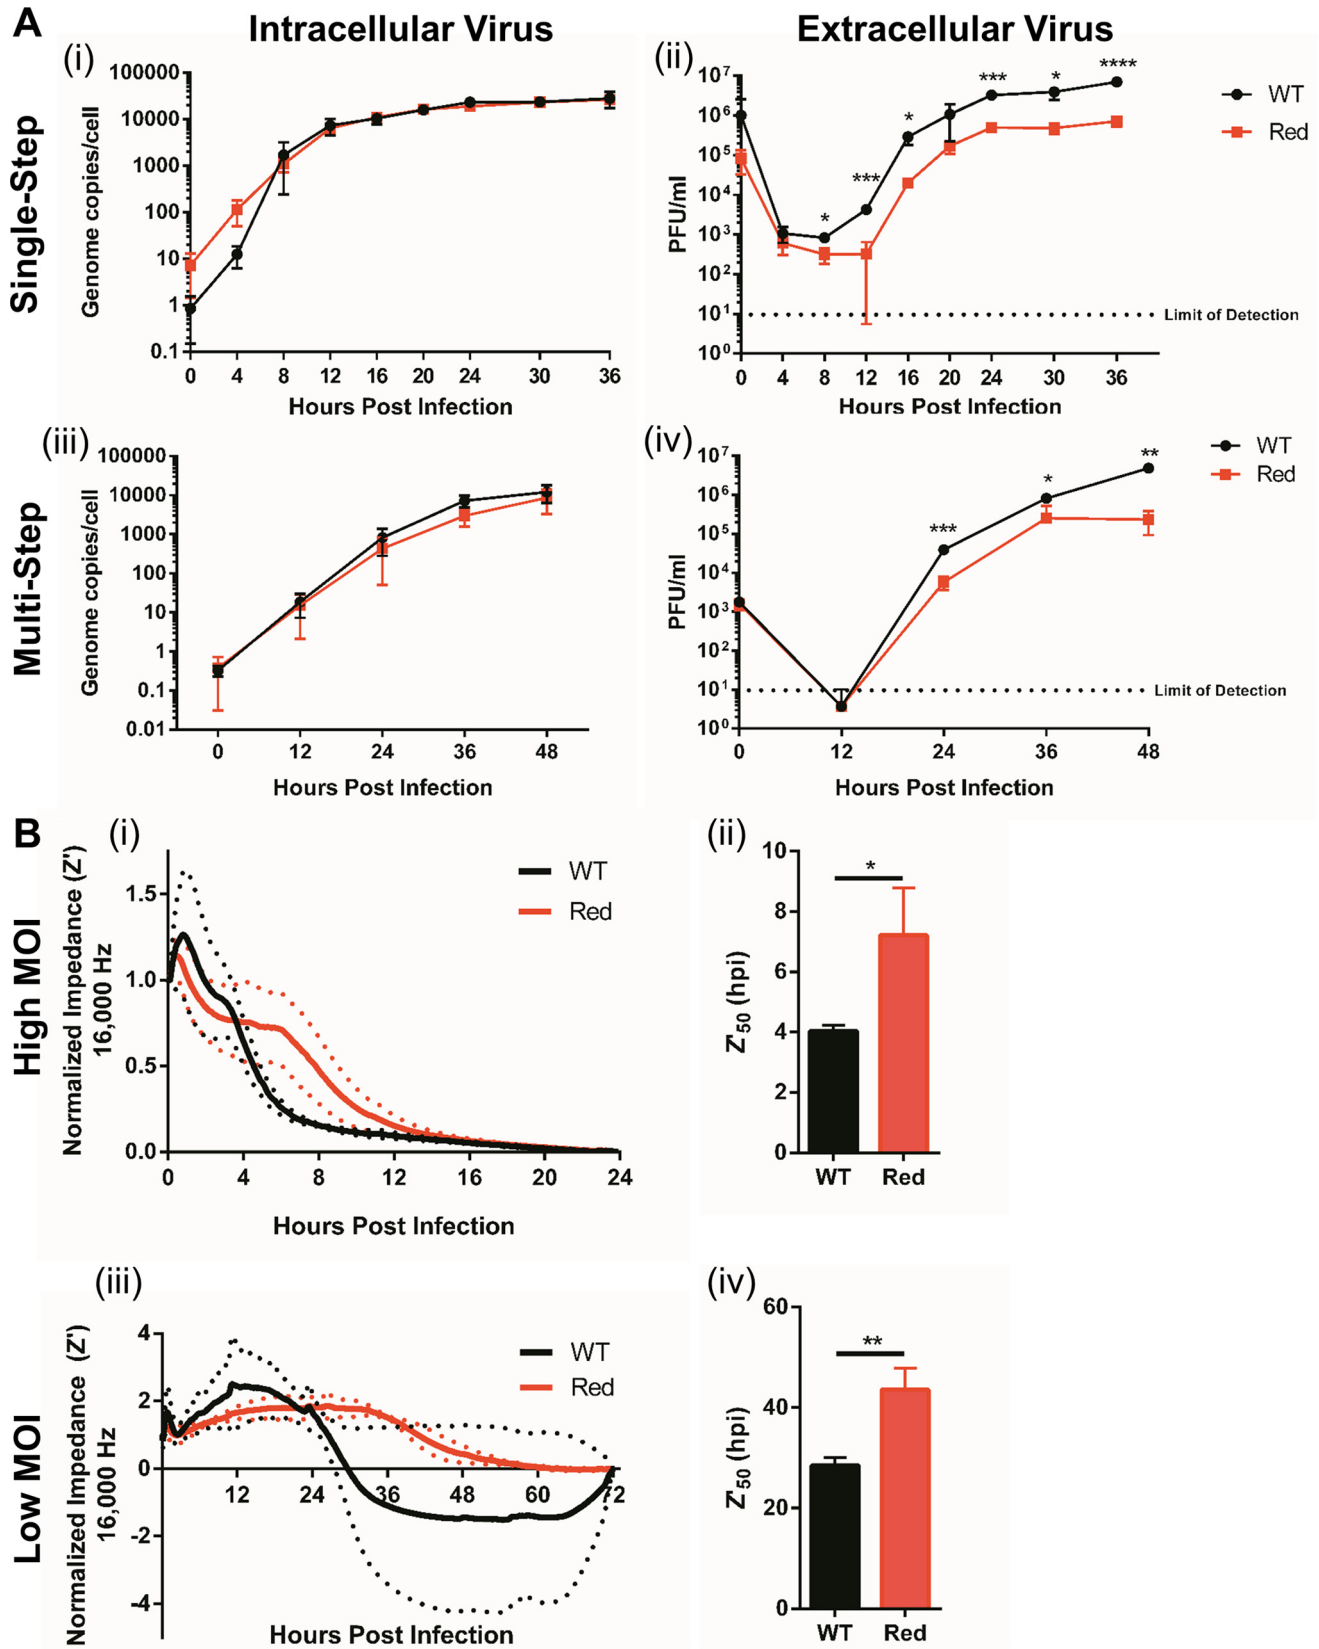 A
Intracellular Virus
Extracellular Virus
Single-Step
(i)
Genome copies/cell
100000
10000
1000
100
10
1
0.1
0 4 8 12 16 20 24 30 36
Hours Post Infection
(ii)
PFU/ml
10⁷
10⁶
10⁵
10⁴
10³
10²
10¹
10⁰
* *** * *** * ****
WT
Red
Limit of Detection
0 4 8 12 16 20 24 30 36
Hours Post Infection
Multi-Step
(iii)
Genome copies/cell
100000
10000
1000
100
10
1
0.1
0.01
0 12 24 36 48
Hours Post Infection
(iv)
PFU/ml
10⁷
10⁶
10⁵
10⁴
10³
10²
10¹
10⁰
*** * **
WT
Red
Limit of Detection
0 12 24 36 48
Hours Post Infection
B
High MOI
(i)
Normalized Impedance (Z')
16,000 Hz
1.5
1.0
0.5
0.0
WT
Red
0 4 8 12 16 20 24
Hours Post Infection
(ii)
Z'₅₀ (hpi)
10
8
6
4
2
0
*
WT Red
Low MOI
(iii)
Normalized Impedance (Z')
16,000 Hz
4
2
0
-2
-4
WT
Red
12 24 36 48 60 72
Hours Post Infection
(iv)
Z'₅₀ (hpi)
60
40
20
0
**
WT Red